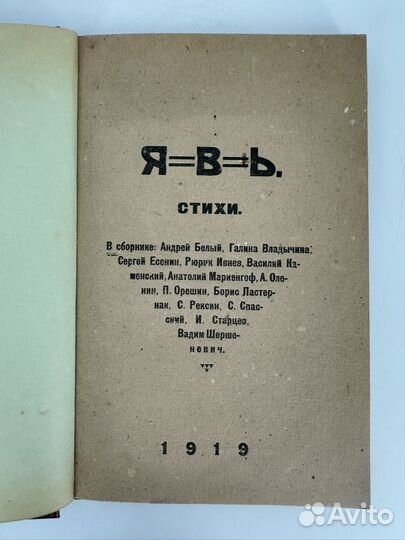 Я=В=Ь.
СТИХИ.
В сборнике: Андрей Белый, Галина Владычина,
Сергей Есенин, Рюрик Ивнев, Василий Ка-
менский, Анатолий Мариенгоф, А. Оле-
нин, П. Орешин, Борис Пастер-
нак, С. Рексин, С. Спас-
ский, И. Старцев,
Вадим Шерше-
невич.
1919
Avito